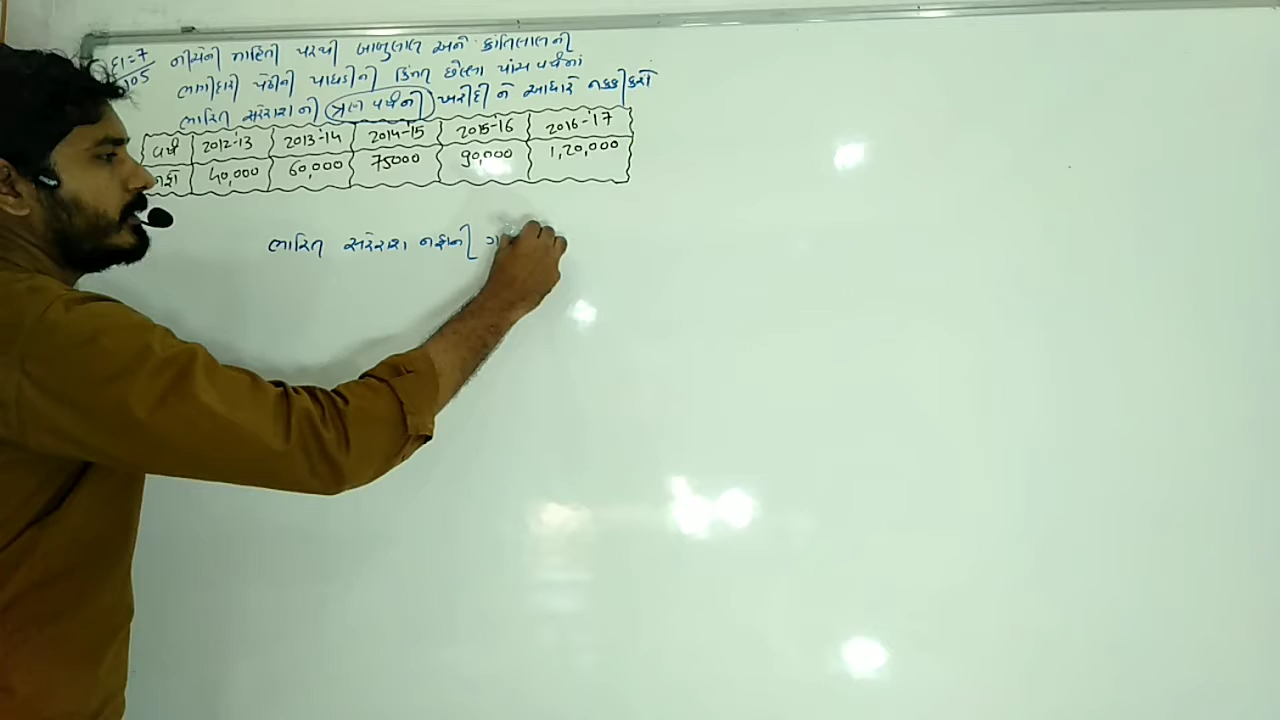 દા=7 નીચેની માહિતી પરથી બાબુલાલ અને કાંતિલાલની
105 ભાગીદારી પેઢીની પાઘડીની કિંમત છેલ્લા પાંચ વર્ષનાં
ભારિત સરેરાશની ત્રણ વર્ષની ખરીદી ને આધારે નક્કી કરો
વર્ષ 2012-'13 2013-'14 2014-'15 2015-'16 2016-'17
નફો 40,000 60,000 75000 90,000 1,20,000
ભારિત સરેરાશ નફાની ગ